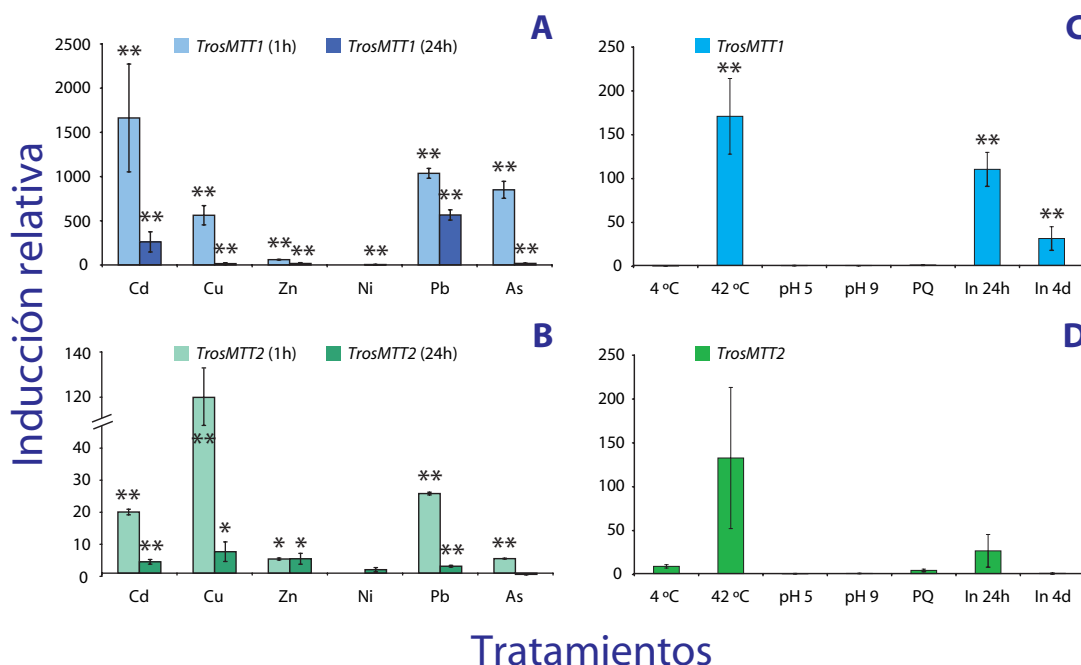 Inducción relativa
A
TrosMTT1 (1h) TrosMTT1 (24h)
2500
2000
1500
1000
500
0
** ** ** ** ** ** ** ** ** ** **
Cd Cu Zn Ni Pb As
B
TrosMTT2 (1h) TrosMTT2 (24h)
140
120
40
30
20
10
0
** ** ** * * * ** ** **
Cd Cu Zn Ni Pb As
C
TrosMTT1
250
200
150
100
50
0
** ** **
4 ºC 42 ºC pH 5 pH 9 PQ In 24h In 4d
D
TrosMTT2
250
200
150
100
50
0
4 ºC 42 ºC pH 5 pH 9 PQ In 24h In 4d
Tratamientos